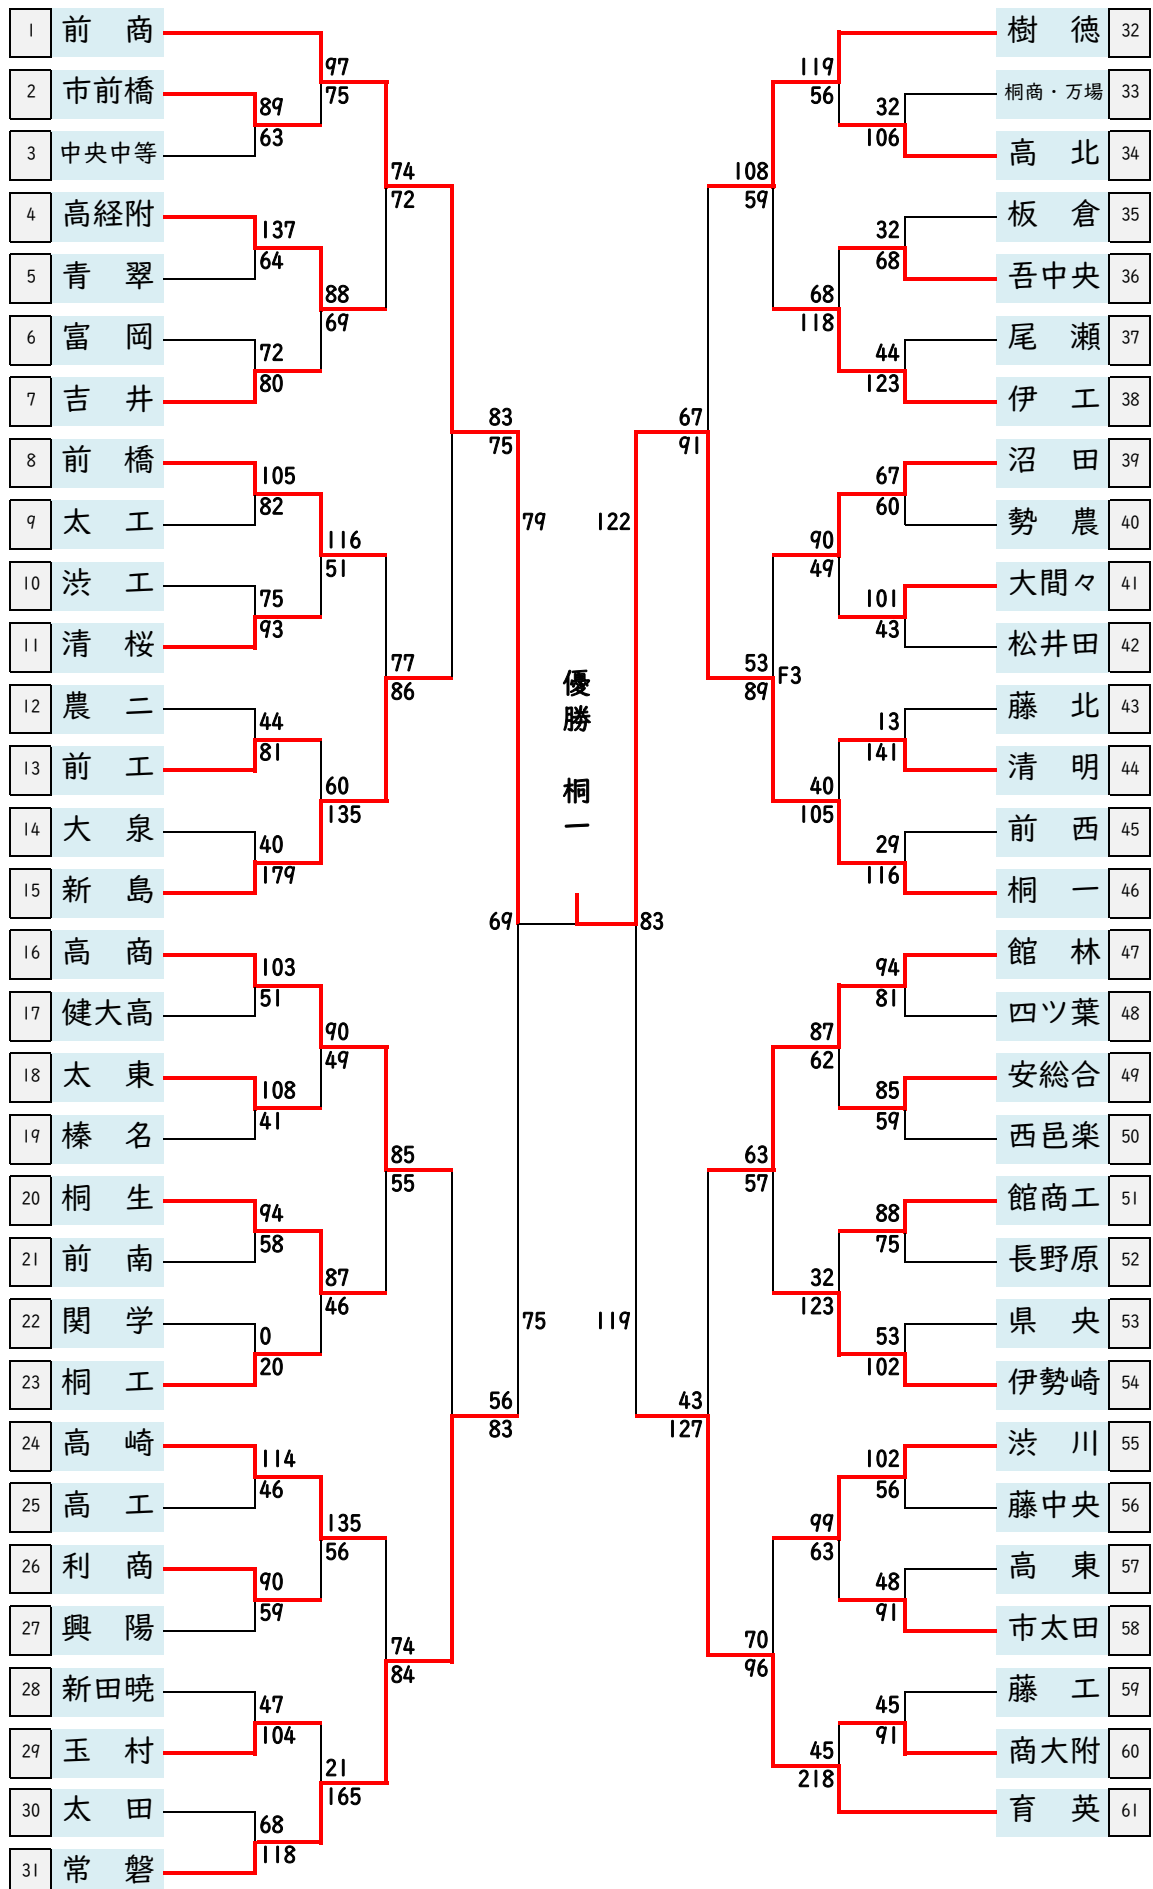 1 前 商
2 市前橋
3 中央中等
4 高経附
5 青 翠
6 富 岡
7 吉 井
8 前 橋
9 太 工
10 渋 工
11 清 桜
12 農 二
13 前 工
14 大 泉
15 新 島
16 高 商
17 健大高
18 太 東
19 榛 名
20 桐 生
21 前 南
22 関 学
23 桐 工
24 高 崎
25 高 工
26 利 商
27 興 陽
28 新田暁
29 玉 村
30 太 田
31 常 磐
89
63
137
64
72
80
105
82
75
93
44
81
40
179
103
51
108
41
94
58
0
20
114
46
90
59
47
104
68
118
97
75
88
69
116
51
60
135
90
49
87
46
135
56
21
165
74
72
77
86
85
55
74
84
83
75
56
83
79
75
69
優勝 桐一
83
122
119
67
91
43
127
108
59
53
89
F3
63
57
70
96
119
56
68
118
90
49
40
105
87
62
32
123
99
63
45
218
32
106
32
68
44
123
67
60
101
43
13
141
29
116
94
81
85
59
88
75
53
102
102
56
48
91
45
91
樹 徳 32
桐商・万場 33
高 北 34
板 倉 35
吾中央 36
尾 瀬 37
伊 工 38
沼 田 39
勢 農 40
大間々 41
松井田 42
藤 北 43
清 明 44
前 西 45
桐 一 46
館 林 47
四ツ葉 48
安総合 49
西邑楽 50
館商工 51
長野原 52
県 央 53
伊勢崎 54
渋 川 55
藤中央 56
高 東 57
市太田 58
藤 工 59
商大附 60
育 英 61